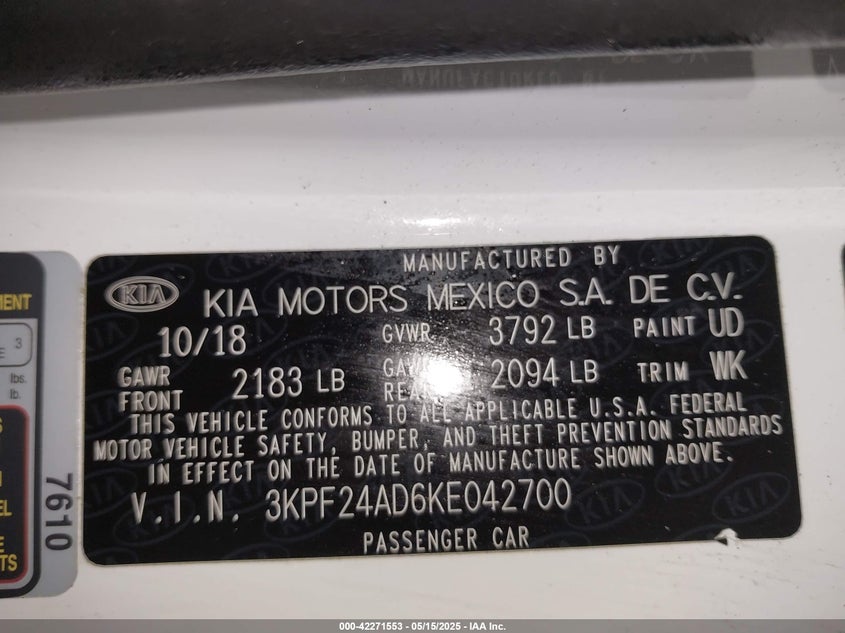 MANUFACTURED BY
KIA KIA MOTORS MEXICO S.A. DE C.V.
10/18 GVWR 3792 LB PAINT UD
GAWR FRONT 2183 LB 2094 LB TRIM WK
THIS VEHICLE CONFORMS TO ALL APPLICABLE U.S.A. FEDERAL
MOTOR VEHICLE SAFETY, BUMPER, AND THEFT PREVENTION STANDARDS
IN EFFECT ON THE DATE OF MANUFACTURE SHOWN ABOVE.
V.I.N. 3KPF24AD6KE042700
PASSENGER CAR
3
lbs.
lb.
7610
000-42271553 - 05/15/2025 - IAA Inc.